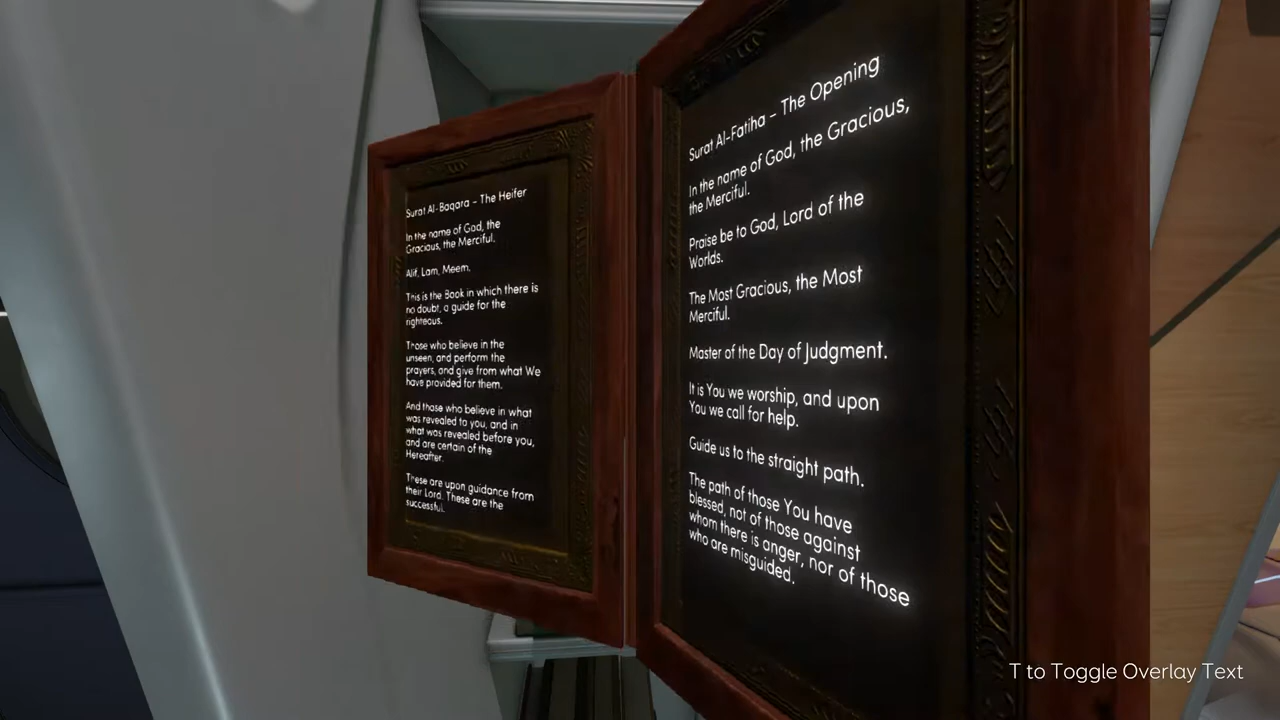 Surat Al-Baqara – The Heifer
In the name of God, the
Gracious, the Merciful.
Alif, Lam, Meem.
This is the Book in which there is
no doubt, a guide for the
righteous.
Those who believe in the
unseen, and perform the
prayers, and give from what We
have provided for them.
And those who believe in what
was revealed to you, and in
what was revealed before you,
and are certain of the
Hereafter.
These are upon guidance from
their Lord. These are the
successful.
Surat Al-Fatiha – The Opening
In the name of God, the Gracious,
the Merciful.
Praise be to God, Lord of the
Worlds.
The Most Gracious, the Most
Merciful.
Master of the Day of Judgment.
It is You we worship, and upon
You we call for help.
Guide us to the straight path.
The path of those You have
blessed, not of those against
whom there is anger, nor of those
who are misguided.
T to Toggle Overlay Text